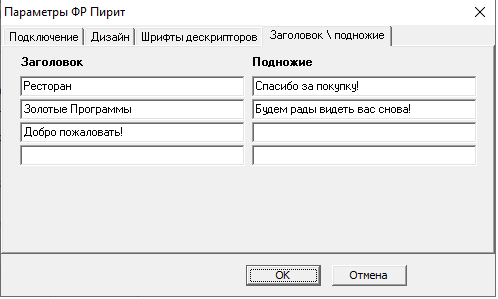 Параметры ФР Пирит
Подключение Дизайн Шрифты дескрипторов Заголовок \ подножие
Заголовок Подножие
Ресторан Спасибо за покупку!
Золотые Программы Будем рады видеть вас снова!
Добро пожаловать!
OK Отмена